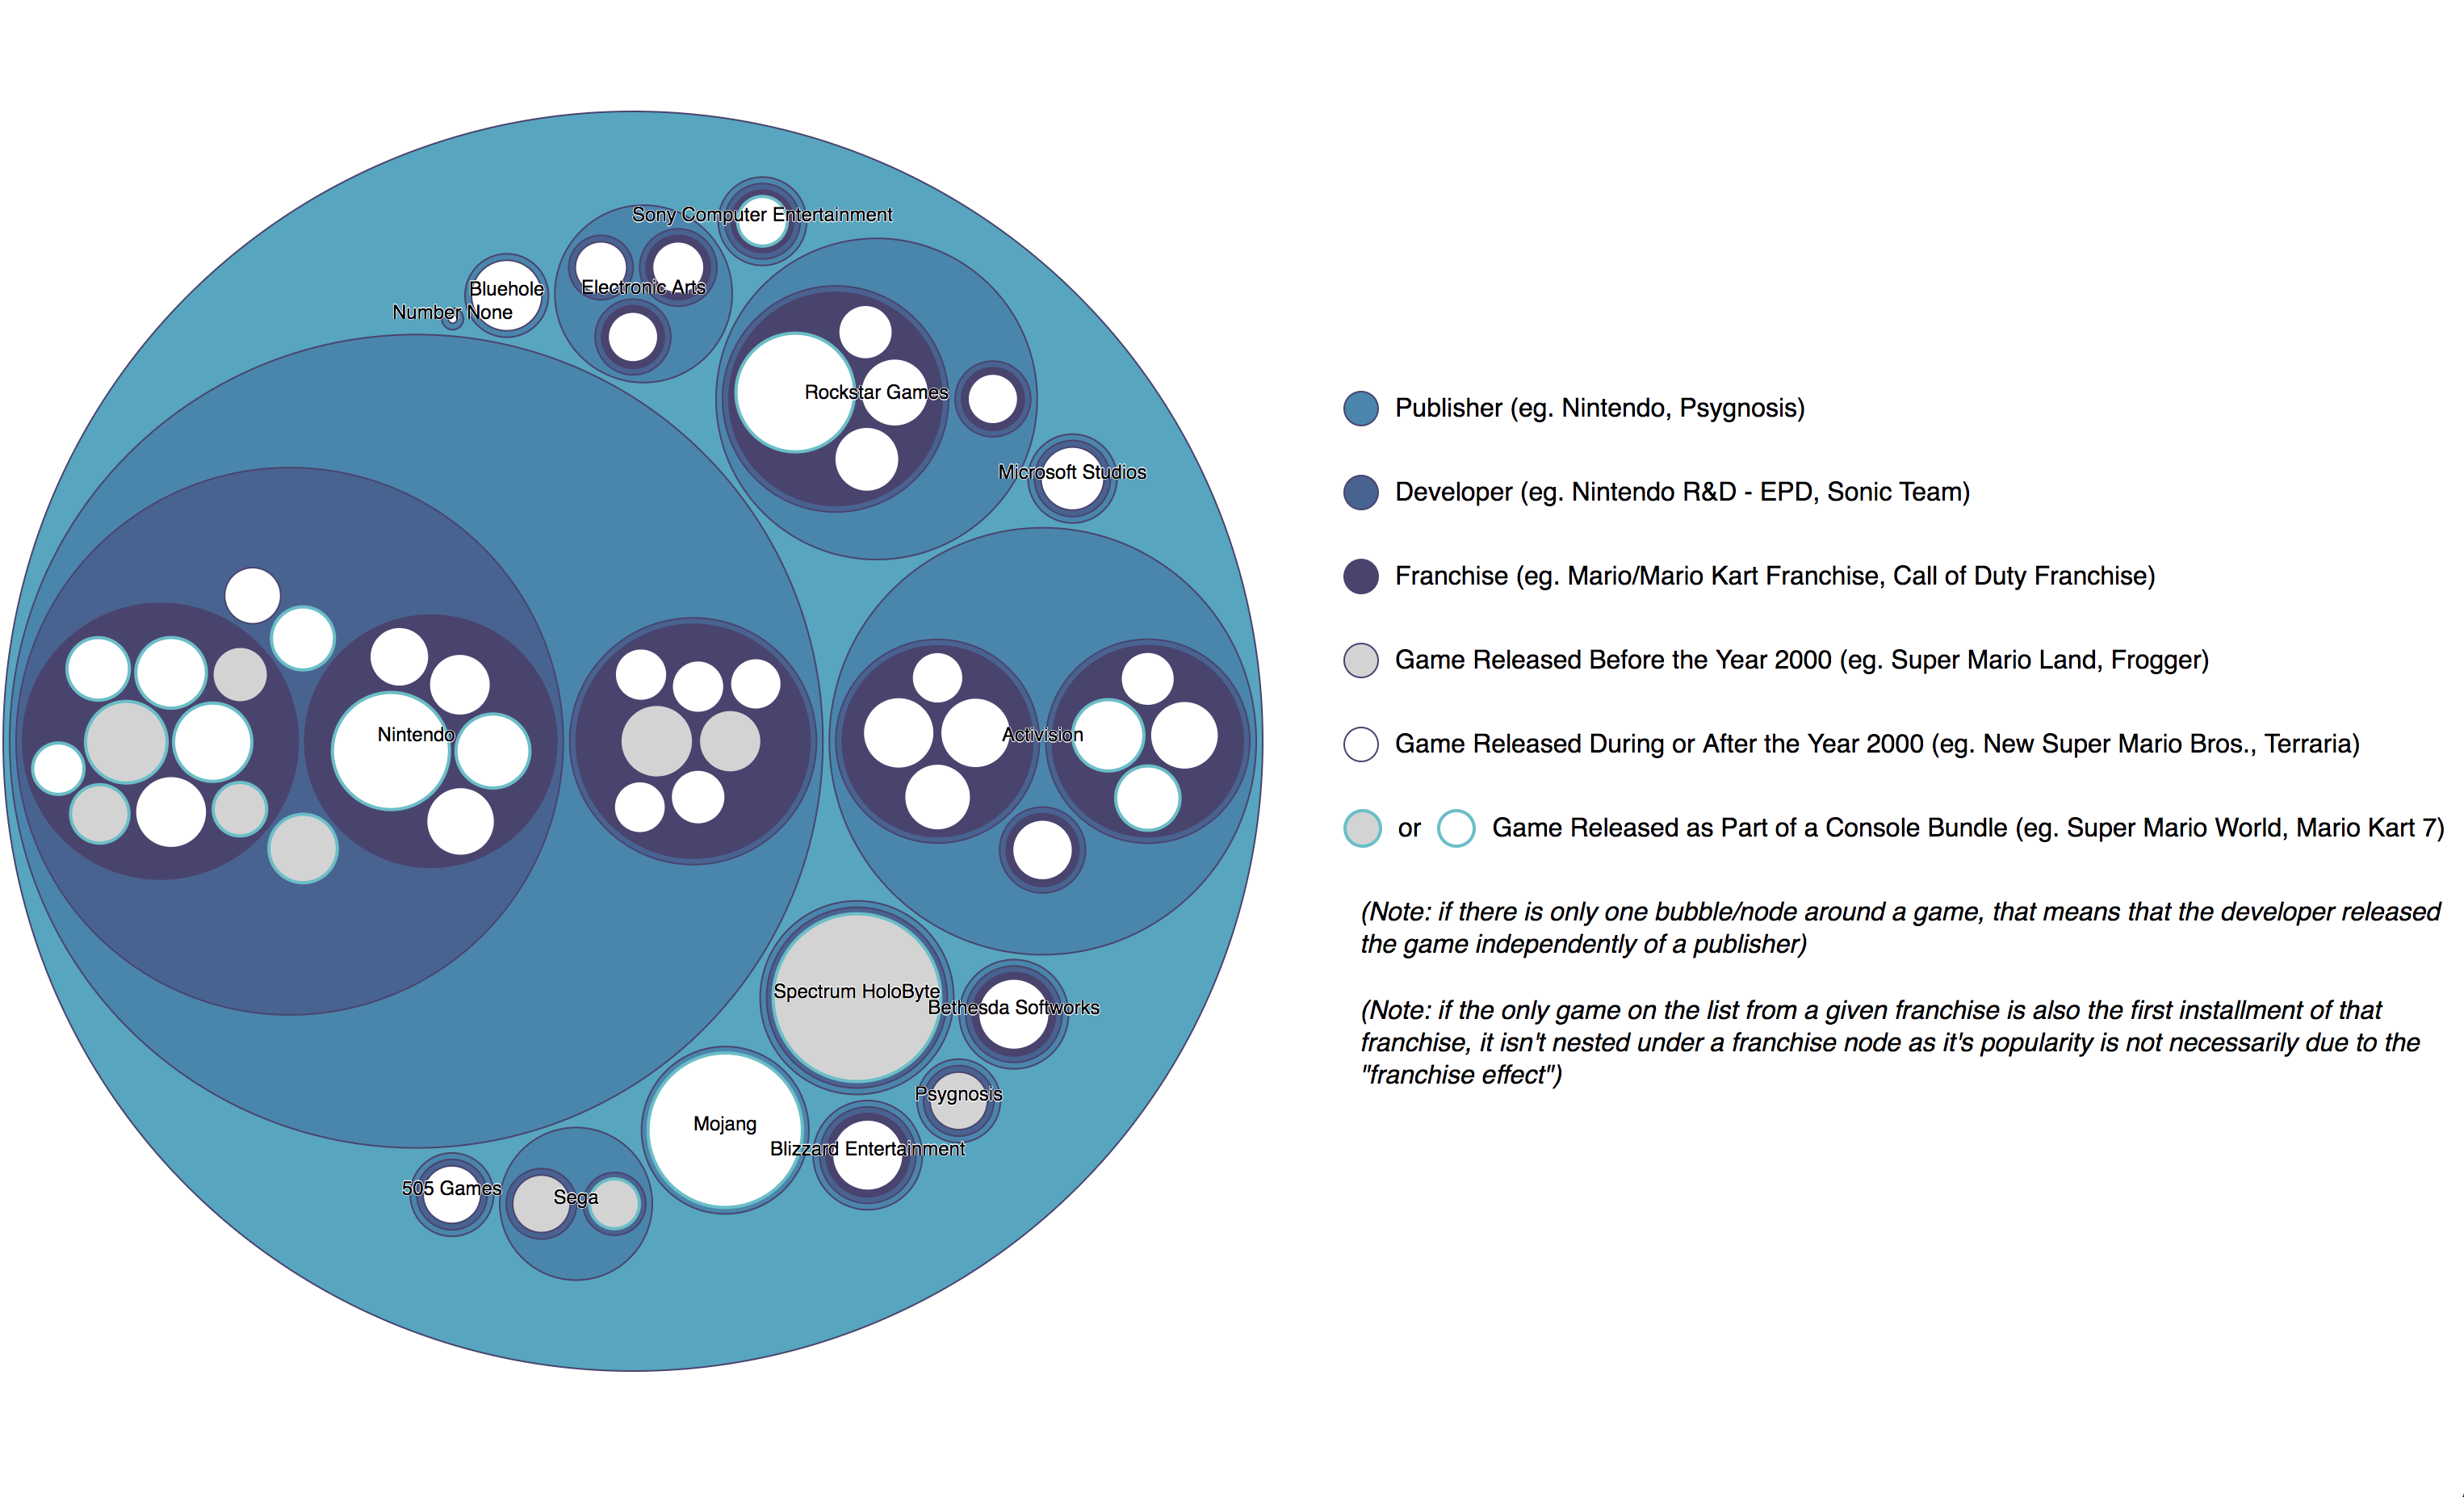 Sony Computer Entertainment
Bluehole
Electronic Arts
Number None
Rockstar Games
Microsoft Studios
Nintendo
Activision
Spectrum HoloByte
Bethesda Softworks
Psygnosis
Mojang
Blizzard Entertainment
505 Games
Sega
Publisher (eg. Nintendo, Psygnosis)
Developer (eg. Nintendo R&D - EPD, Sonic Team)
Franchise (eg. Mario/Mario Kart Franchise, Call of Duty Franchise)
Game Released Before the Year 2000 (eg. Super Mario Land, Frogger)
Game Released During or After the Year 2000 (eg. New Super Mario Bros., Terraria)
or Game Released as Part of a Console Bundle (eg. Super Mario World, Mario Kart 7)
(Note: if there is only one bubble/node around a game, that means that the developer released
the game independently of a publisher)
(Note: if the only game on the list from a given franchise is also the first installment of that
franchise, it isn't nested under a franchise node as it's popularity is not necessarily due to the
"franchise effect")